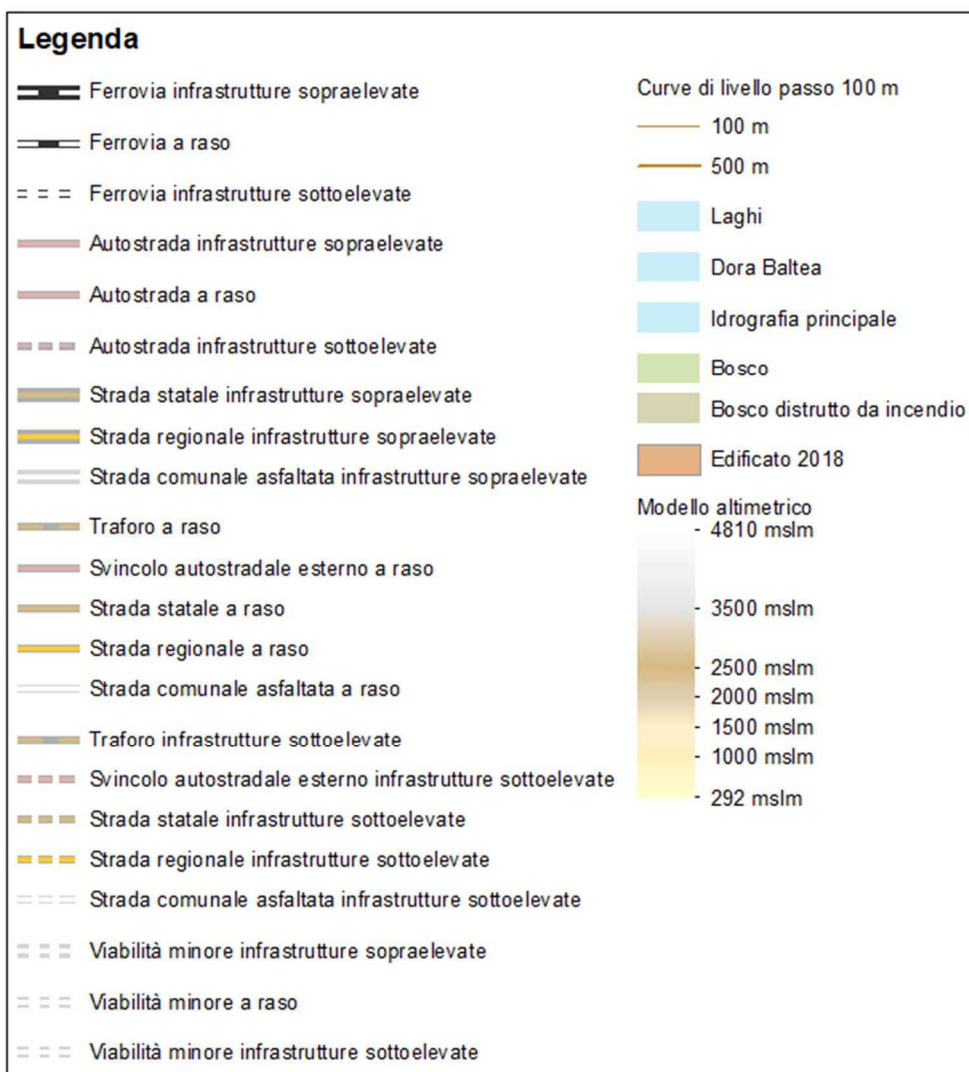 Legenda
Ferrovia infrastrutture sopraelevate
Ferrovia a raso
Ferrovia infrastrutture sottoelevate
Autostrada infrastrutture sopraelevate
Autostrada a raso
Autostrada infrastrutture sottoelevate
Strada statale infrastrutture sopraelevate
Strada regionale infrastrutture sopraelevate
Strada comunale asfaltata infrastrutture sopraelevate
Traforo a raso
Svincolo autostradale esterno a raso
Strada statale a raso
Strada regionale a raso
Strada comunale asfaltata a raso
Traforo infrastrutture sottoelevate
Svincolo autostradale esterno infrastrutture sottoelevate
Strada statale infrastrutture sottoelevate
Strada regionale infrastrutture sottoelevate
Strada comunale asfaltata infrastrutture sottoelevate
Viabilità minore infrastrutture sopraelevate
Viabilità minore a raso
Viabilità minore infrastrutture sottoelevate
Curve di livello passo 100 m
100 m
500 m
Laghi
Dora Baltea
Idrografia principale
Bosco
Bosco distrutto da incendio
Edificato 2018
Modello altimetrico
4810 mslm
3500 mslm
2500 mslm
2000 mslm
1500 mslm
1000 mslm
292 mslm